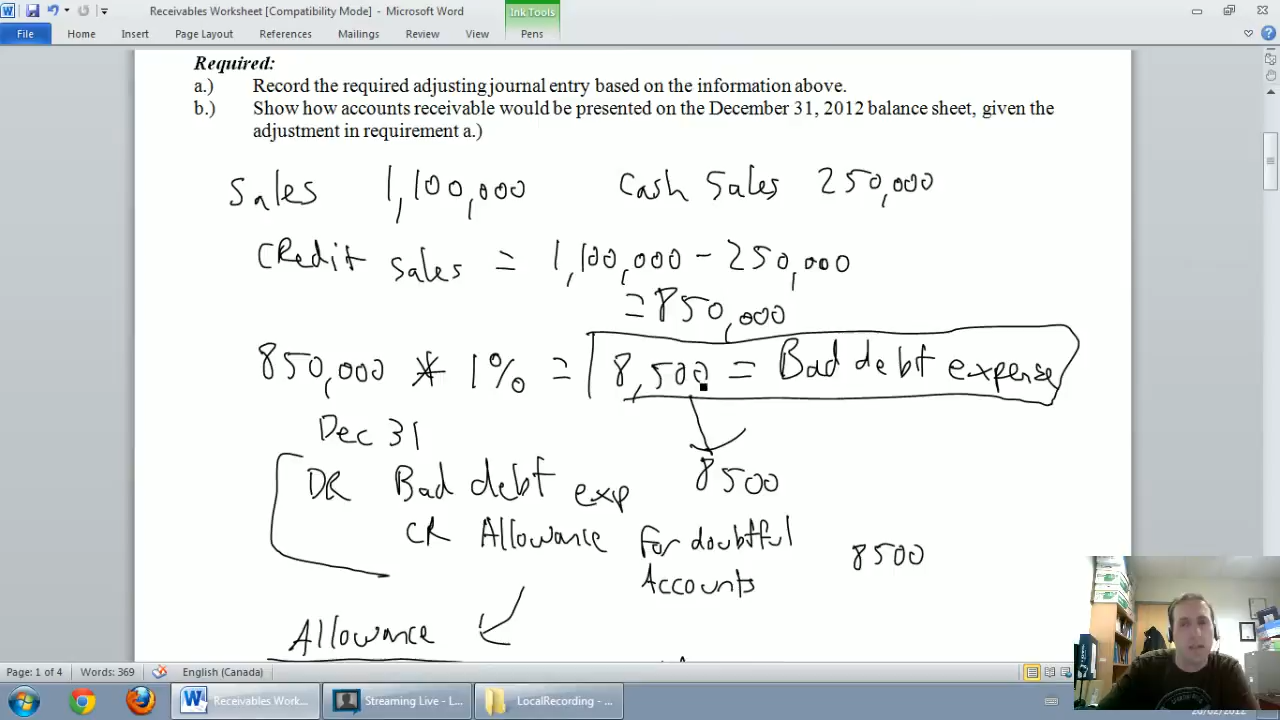 Receivables Worksheet [Compatibility Mode] - Microsoft Word
Ink Tools
File Home Insert Page Layout References Mailings Review View Pens
Required:
a.) Record the required adjusting journal entry based on the information above.
b.) Show how accounts receivable would be presented on the December 31, 2012 balance sheet, given the
adjustment in requirement a.)
Sales 1,100,000 Cash Sales 250,000
CRedit sales = 1,100,000 - 250,000
= 850,000
850,000 * 1% = 8,500 = Bad debt expense
Dec 31
DR Bad debt exp 8500
CR Allowance For doubtful Accounts 8500
Allowance
Page: 1 of 4 Words: 369 English (Canada)
Receivables Work... Streaming Live - L... LocalRecording - ...
20/02/2012